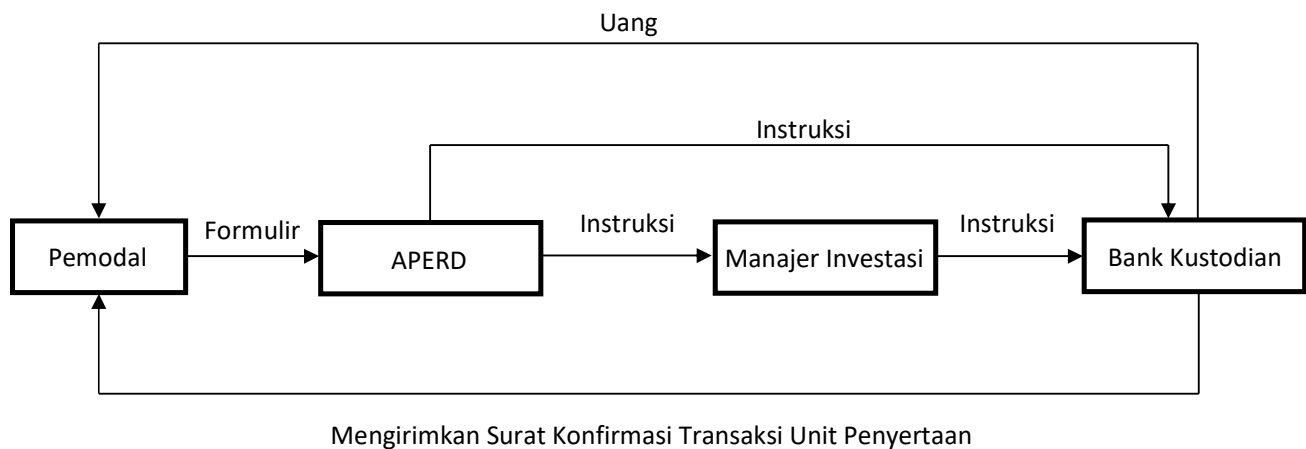 Uang
Instruksi
Formulir
Instruksi
Instruksi
Pemodal
APERD
Manajer Investasi
Bank Kustodian
Mengirimkan Surat Konfirmasi Transaksi Unit Penyertaan